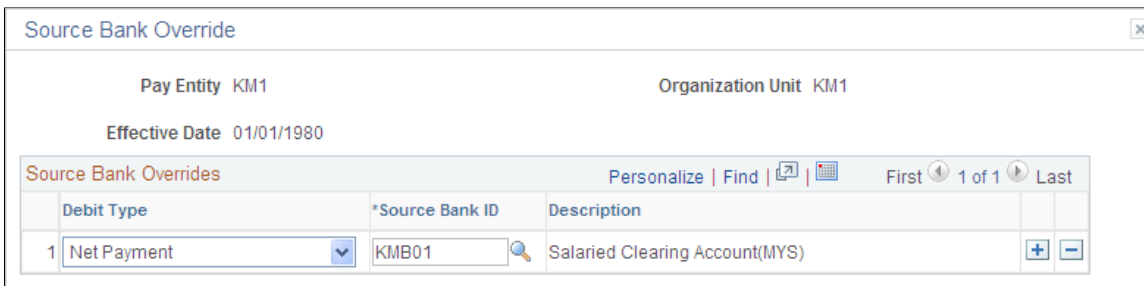 Source Bank Override
Pay Entity KM1 Organization Unit KM1
Effective Date 01/01/1980
Source Bank Overrides Personalize | Find | | First 1 of 1 Last
Debit Type *Source Bank ID Description
1 Net Payment KMB01 Salaried Clearing Account(MYS)